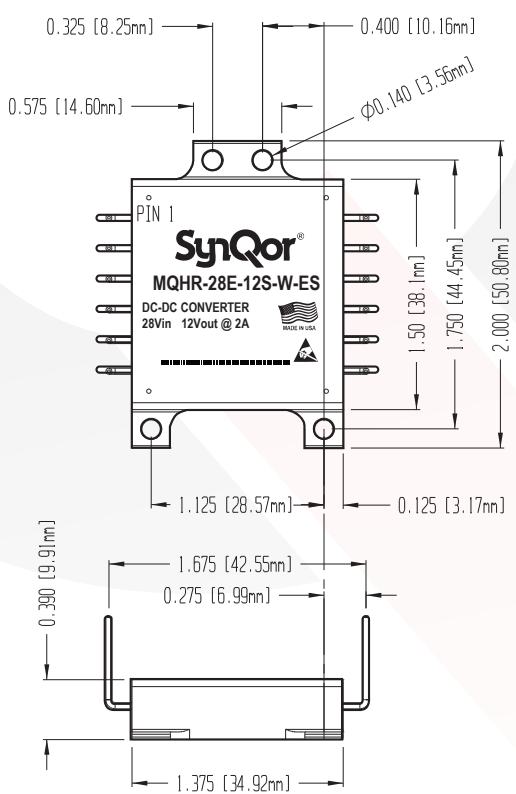 0.325 [8.25mm]
0.400 [10.16mm]
0.575 [14.60mm]
Ø0.140 [3.56mm]
PIN 1
SynQor®
MQHR-28E-12S-W-ES
DC-DC CONVERTER
28Vin 12Vout @ 2A
MADE IN USA
1.50 [38.1mm]
1.750 [44.45mm]
2.000 [50.80mm]
1.125 [28.57mm]
0.125 [3.17mm]
1.675 [42.55mm]
0.275 [6.99mm]
0.390 [9.91mm]
1.375 [34.92mm]